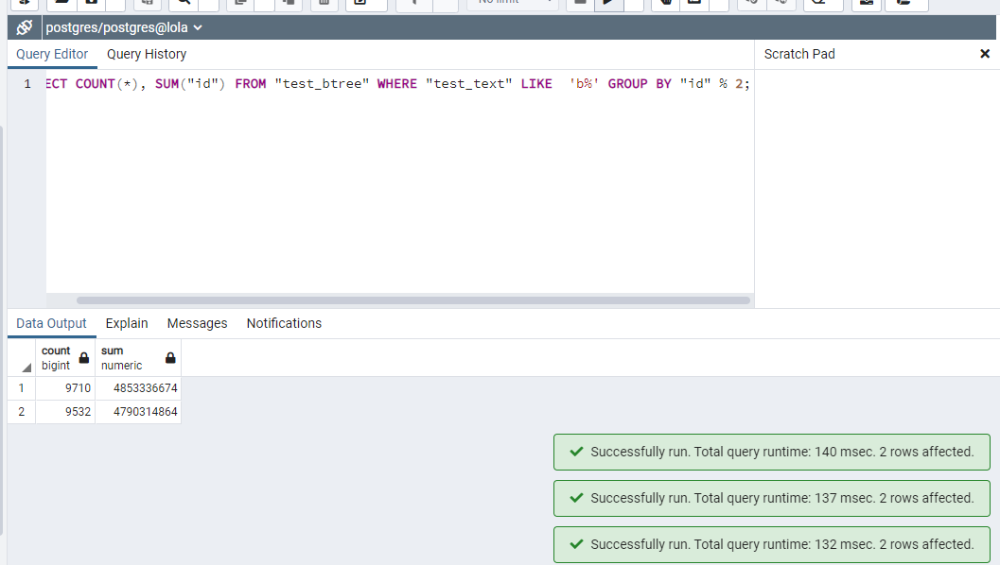 No limit
postgres/postgres@lola
Query Editor Query History
Scratch Pad
1 ECT COUNT(*), SUM("id") FROM "test_btree" WHERE "test_text" LIKE  'b%' GROUP BY "id" % 2;
Data Output Explain Messages Notifications
count sum
bigint numeric
1 9710 4853336674
2 9532 4790314864
Successfully run. Total query runtime: 140 msec. 2 rows affected.
Successfully run. Total query runtime: 137 msec. 2 rows affected.
Successfully run. Total query runtime: 132 msec. 2 rows affected.